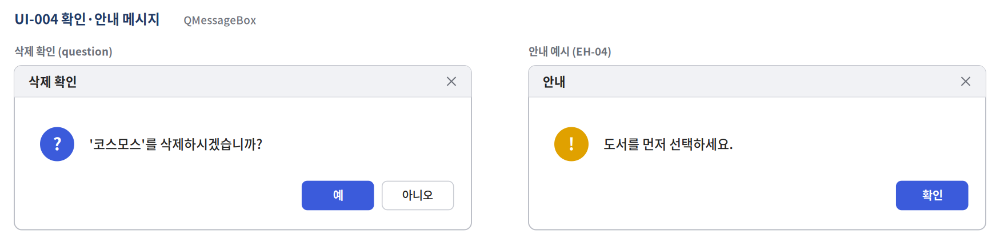 UI-004 확인·안내 메시지 QMessageBox
삭제 확인 (question)
삭제 확인
?
'코스모스'를 삭제하시겠습니까?
예
아니오
안내 예시 (EH-04)
안내
!
도서를 먼저 선택하세요.
확인